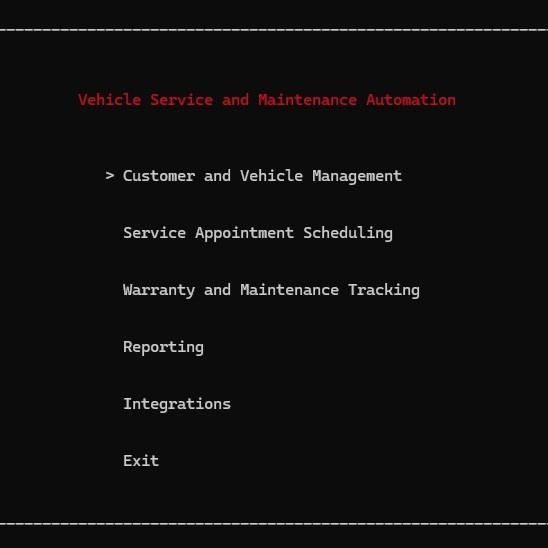 Vehicle Service and Maintenance Automation
> Customer and Vehicle Management
Service Appointment Scheduling
Warranty and Maintenance Tracking
Reporting
Integrations
Exit